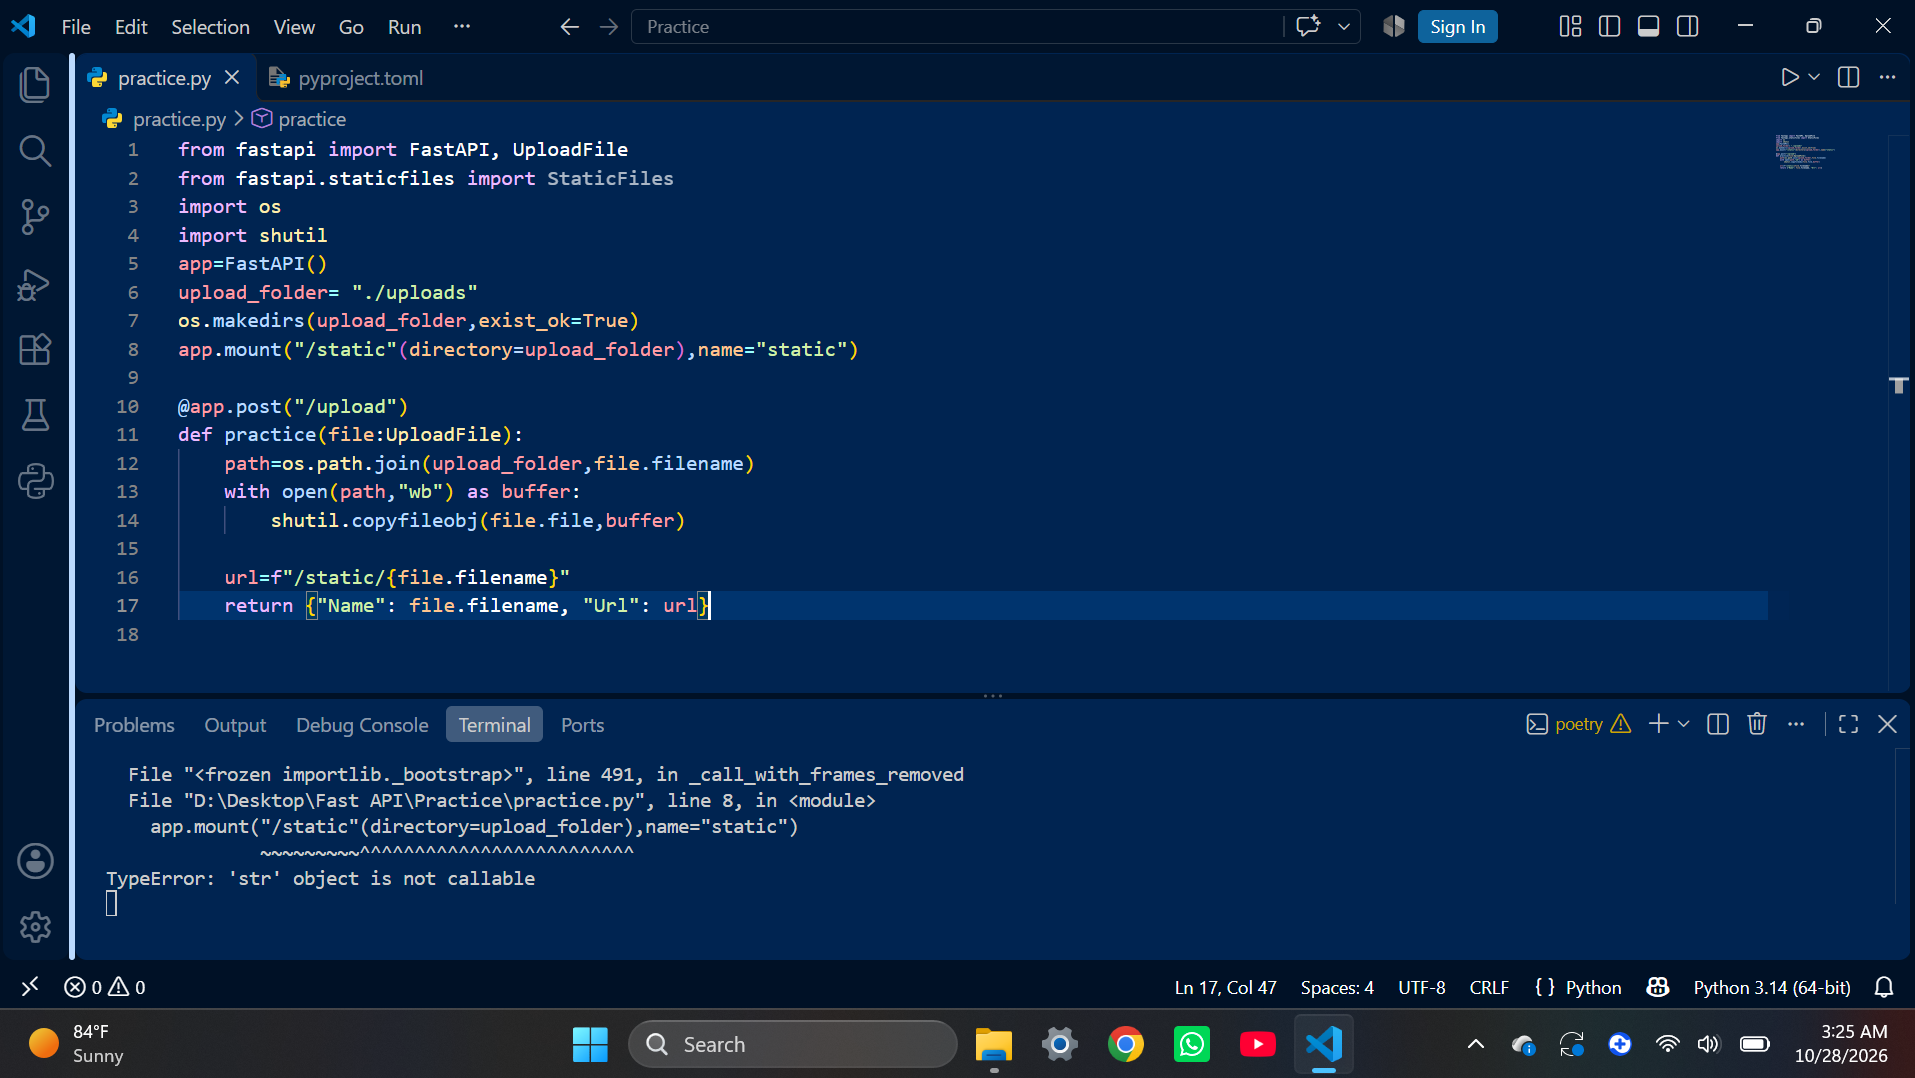 File Edit Selection View Go Run ··· Practice Sign In
practice.py pyproject.toml
practice.py > practice
1 from fastapi import FastAPI, UploadFile
2 from fastapi.staticfiles import StaticFiles
3 import os
4 import shutil
5 app=FastAPI()
6 upload_folder= "./uploads"
7 os.makedirs(upload_folder,exist_ok=True)
8 app.mount("/static"(directory=upload_folder),name="static")
9
10 @app.post("/upload")
11 def practice(file:UploadFile):
12     path=os.path.join(upload_folder,file.filename)
13     with open(path,"wb") as buffer:
14         shutil.copyfileobj(file.file,buffer)
15
16     url=f"/static/{file.filename}"
17     return {"Name": file.filename, "Url": url}
18
Problems Output Debug Console Terminal Ports poetry
  File "<frozen importlib._bootstrap>", line 491, in _call_with_frames_removed
  File "D:\Desktop\Fast API\Practice\practice.py", line 8, in <module>
    app.mount("/static"(directory=upload_folder),name="static")
              ~~~~~~~~~^^^^^^^^^^^^^^^^^^^^^^^^^
TypeError: 'str' object is not callable
0 0 Ln 17, Col 47 Spaces: 4 UTF-8 CRLF { } Python Python 3.14 (64-bit)
84°F
Sunny
Search
3:25 AM
10/28/2026